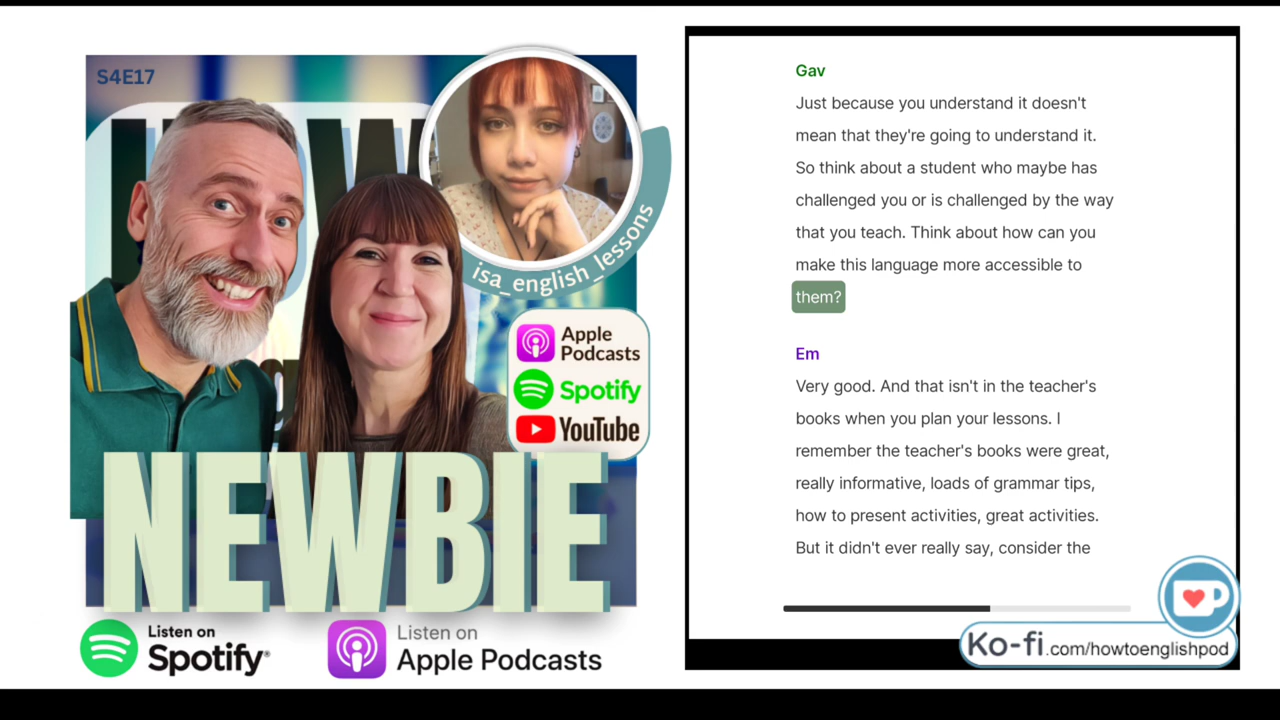 S4E17
HOW
isa_english_lessons
Apple
Podcasts
Spotify
YouTube
NEWBIE
Listen on
Spotify®
Listen on
Apple Podcasts
Gav
Just because you understand it doesn't
mean that they're going to understand it.
So think about a student who maybe has
challenged you or is challenged by the way
that you teach. Think about how can you
make this language more accessible to
them?
Em
Very good. And that isn't in the teacher's
books when you plan your lessons. I
remember the teacher's books were great,
really informative, loads of grammar tips,
how to present activities, great activities.
But it didn't ever really say, consider the
Ko-fi.com/howtoenglishpod